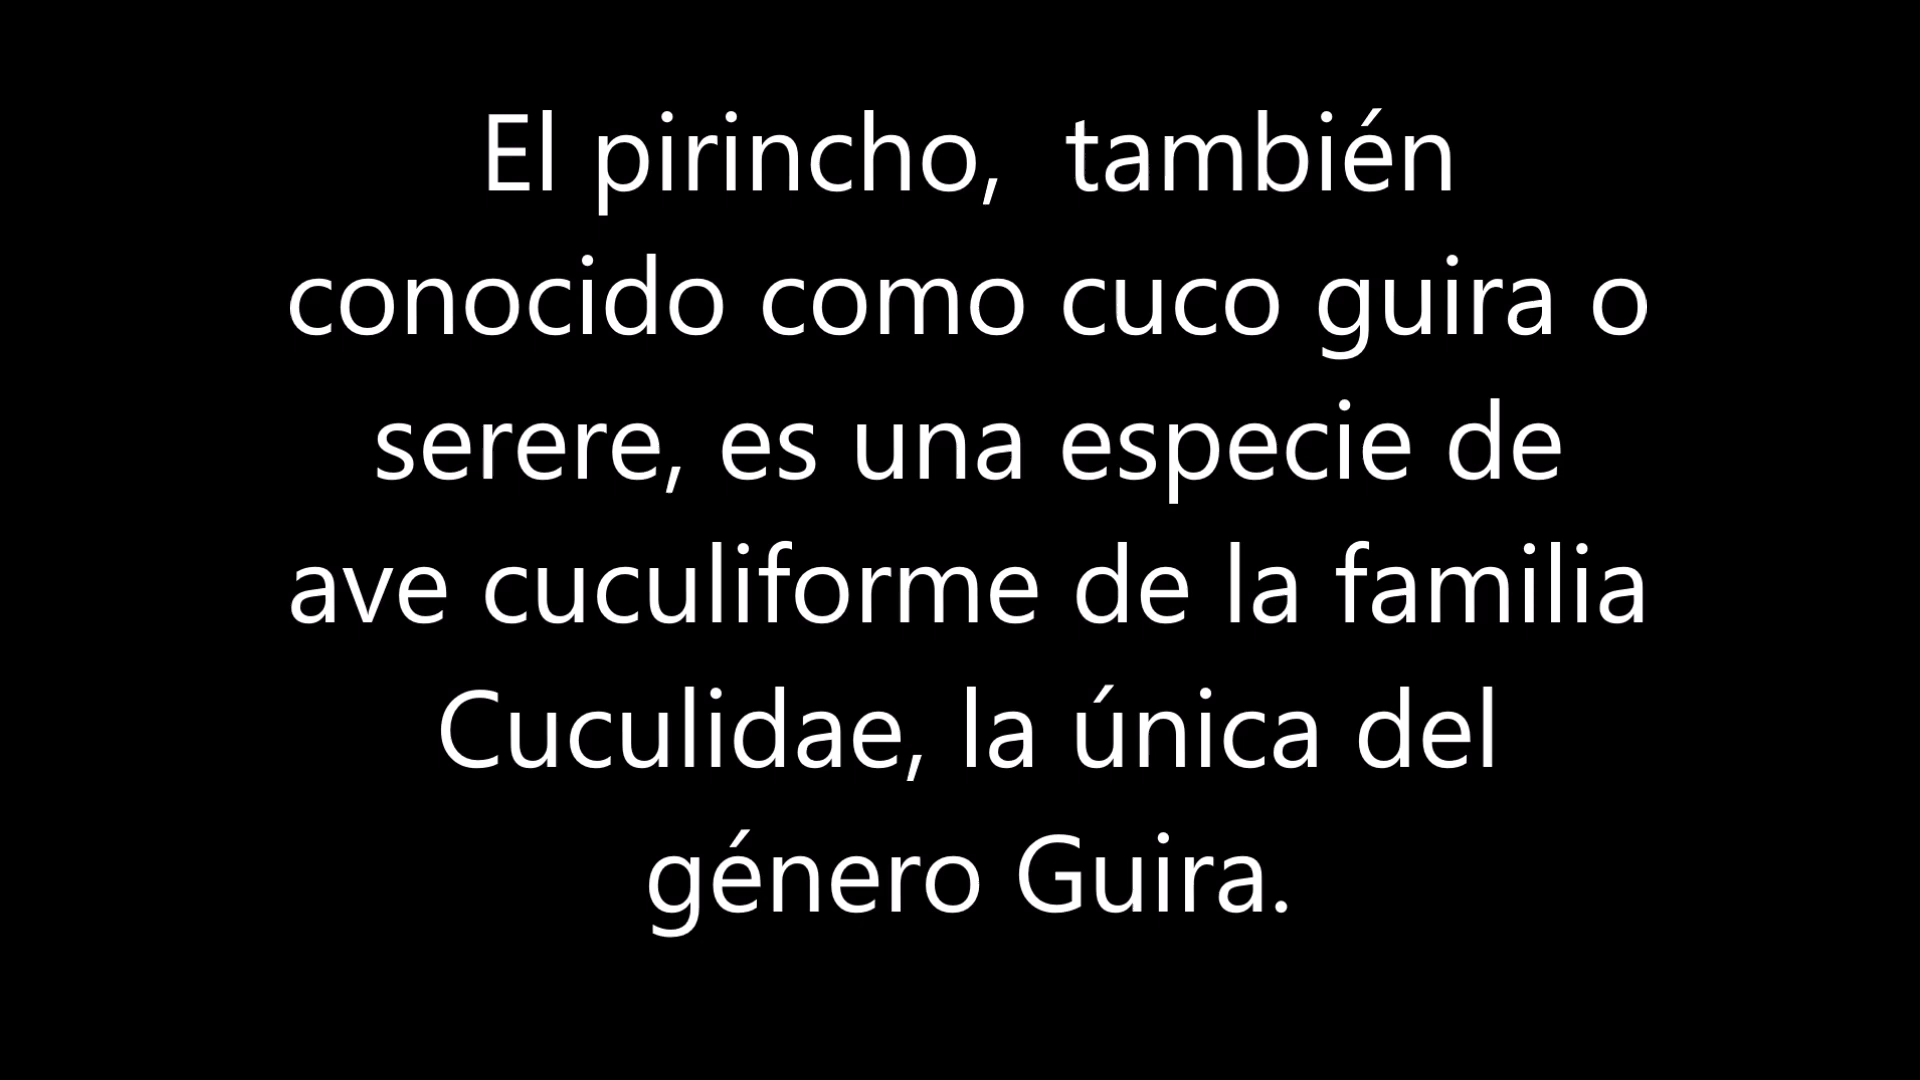 El pirincho,  también
conocido como cuco guira o
serere, es una especie de
ave cuculiforme de la familia
Cuculidae, la única del
género Guira.